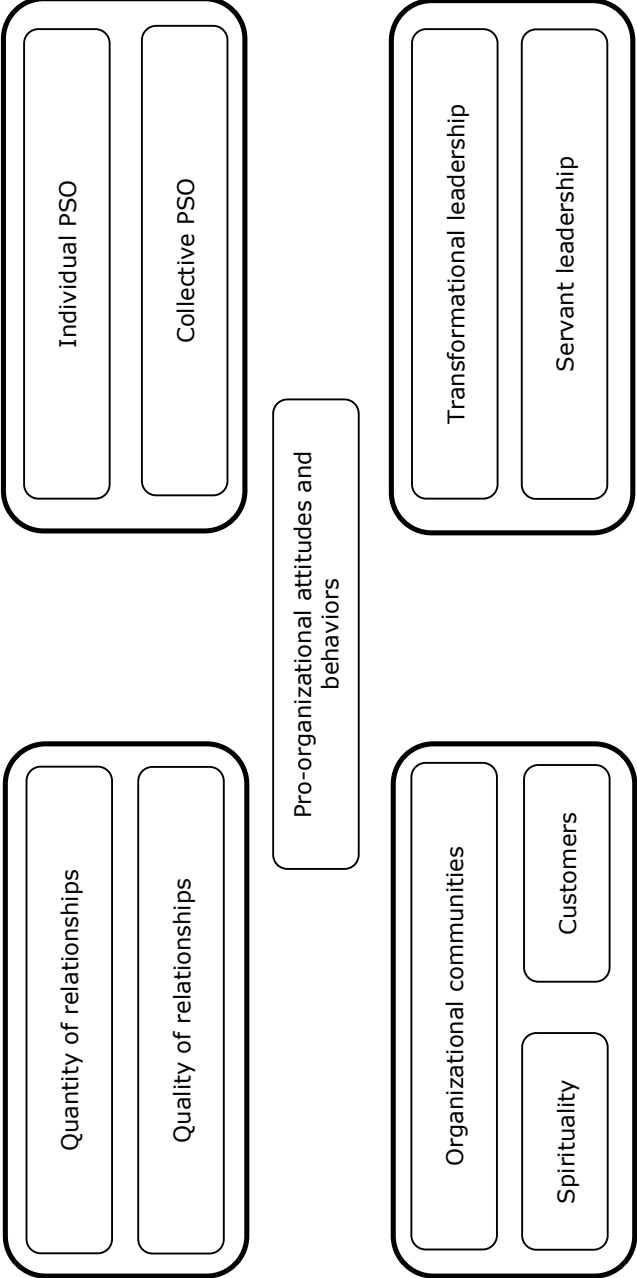 Quantity of relationships
Quality of relationships
Individual PSO
Collective PSO
Pro-organizational attitudes and
behaviors
Organizational communities
Spirituality
Customers
Transformational leadership
Servant leadership